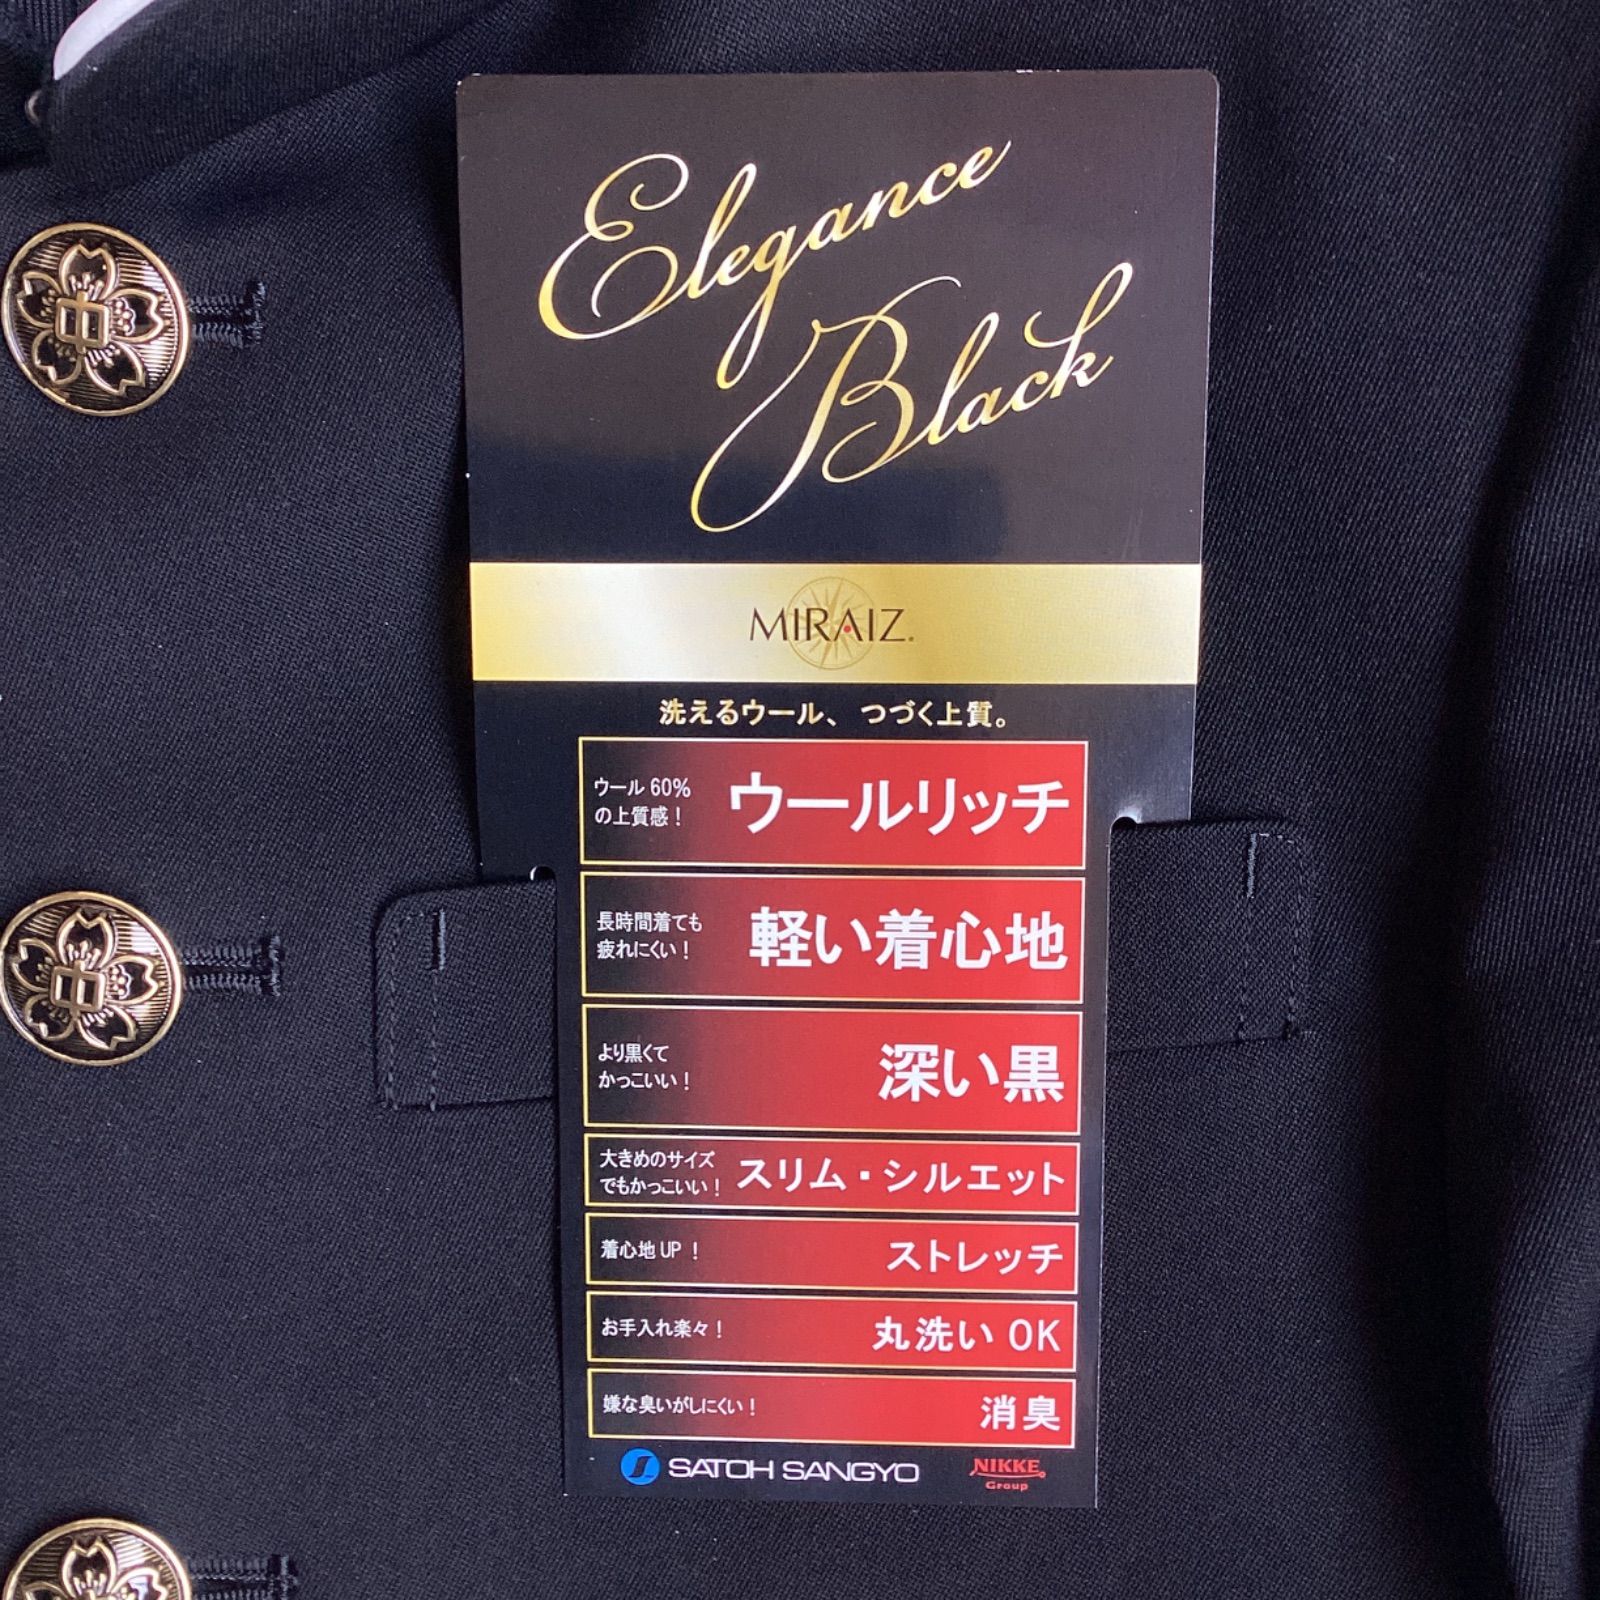 Elegance
Black
MIRAIZ®
洗えるウール、つづく上質。
ウール60%
の上質感！
ウールリッチ
長時間着ても
疲れにくい！
軽い着心地
より黒くて
かっこいい！
深い黒
大きめのサイズ
でもかっこいい！
スリム・シルエット
着心地UP！
ストレッチ
お手入れ楽々！
丸洗いOK
嫌な臭いがしにくい！
消臭
SATOH SANGYO
NIKKE®
Group
中
中